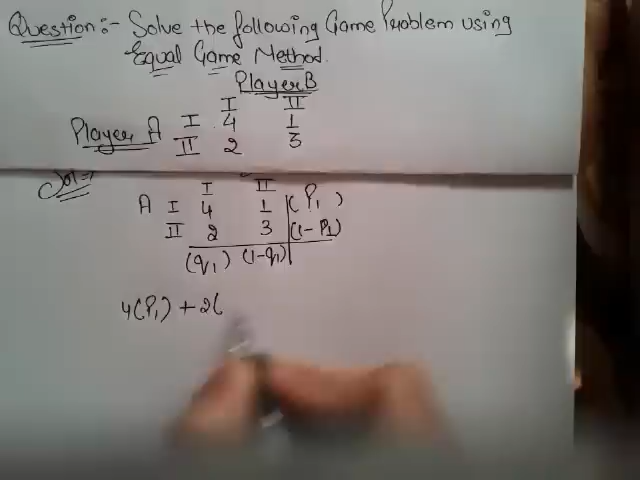 Question:- Solve the following Game Problem using
Equal Game Method.
Player B
I II
Player A I 4 1
II 2 3
Sol:-
I II
A I 4 1 (P1)
II 2 3 (1-P1)
(q1) (1-q1)
4(P1) + 2(